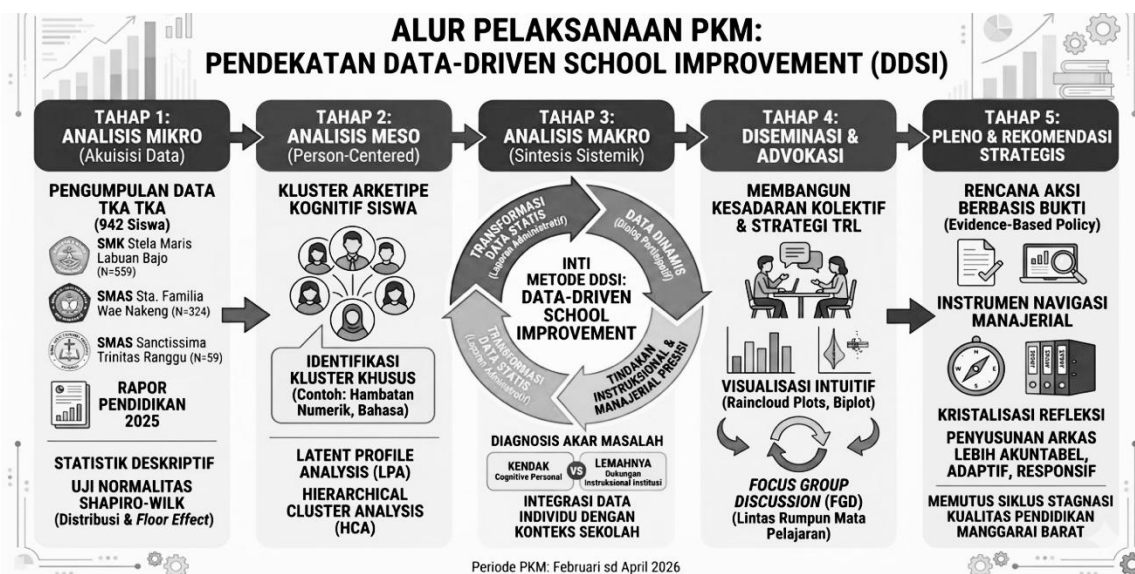 ALUR PELAKSANAAN PKM:
PENDEKATAN DATA-DRIVEN SCHOOL IMPROVEMENT (DDSI)
TAHAP 1:
ANALISIS MIKRO
(Akuisisi Data)
PENGUMPULAN DATA
TKA TKA
(942 Siswa)
SMK Stela Maris
Labuan Bajo
(N=559)
SMAS Sta. Familia
Wae Nakeng (N=324)
SMAS Sanctissima
Trinitas Ranggu (N=59)
RAPOR
PENDIDIKAN
2025
STATISTIK DESKRIPTIF
UJI NORMALITAS
SHAPIRO-WILK
(Distribusi & Floor Effect)
TAHAP 2:
ANALISIS MESO
(Person-Centered)
KLUSTER ARKETIPE
KOGNITIF SISWA
IDENTIFIKASI
KLUSTER KHUSUS
(Contoh: Hambatan
Numerik, Bahasa)
LATENT PROFILE
ANALYSIS (LPA)
HIERARCHICAL
CLUSTER ANALYSIS
(HCA)
TAHAP 3:
ANALISIS MAKRO
(Sintesis Sistemik)
TRANSFORMASI
DATA STATIS
(Laporan Administratif)
DATA DINAMIS
(Dialog Partisipatif)
TINDAKAN
INSTRUKSIONAL &
MANAJERIAL PRESISI
TRANSFORMASI
DATA STATIS
INTI
METODE DDSI:
DATA-DRIVEN
SCHOOL
IMPROVEMENT
DIAGNOSIS AKAR MASALAH
KENDAK
Cognitive Personal
VS
LEMAHNYA
Dukungan
Instruksional Institusi
INTEGRASI DATA
INDIVIDU DENGAN
KONTEKS SEKOLAH
TAHAP 4:
DISEMINASI &
ADVOKASI
MEMBANGUN
KESADARAN KOLEKTIF
& STRATEGI TRL
VISUALISASI INTUITIF
(Raincloud Plots, Biplot)
FOCUS GROUP
DISCUSSION (FGD)
(Lintas Rumpun Mata
Pelajaran)
TAHAP 5:
PLENO & REKOMENDASI
STRATEGIS
RENCANA AKSI
BERBASIS BUKTI
(Evidence-Based Policy)
INSTRUMEN NAVIGASI
MANAJERIAL
KRISTALISASI REFLEKSI
PENYUSUNAN ARKAS
LEBIH AKUNTABEL,
ADAPTIF, RESPONSIF
MEMUTUS SIKLUS STAGNASI
KUALITAS PENDIDIKAN
MANGGARAI BARAT
Periode PKM: Februari sd April 2026